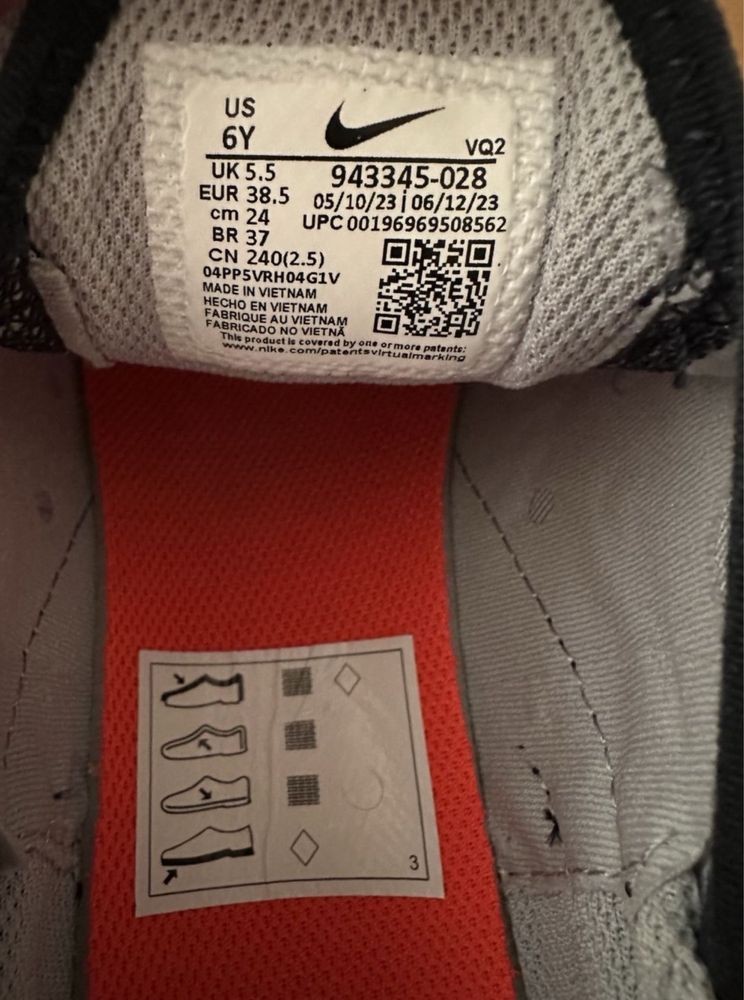 US
6Y
VQ2
UK 5.5
EUR 38.5
cm 24
BR 37
CN 240(2.5)
943345-028
05/10/23 | 06/12/23
UPC 00196969508562
04PP5VRH04G1V
MADE IN VIETNAM
HECHO EN VIETNAM
FABRIQUE AU VIETNAM
FABRICADO NO VIETNÃ
This product is covered by one or more patents:
www.nike.com/patentsvirtualmarking
3